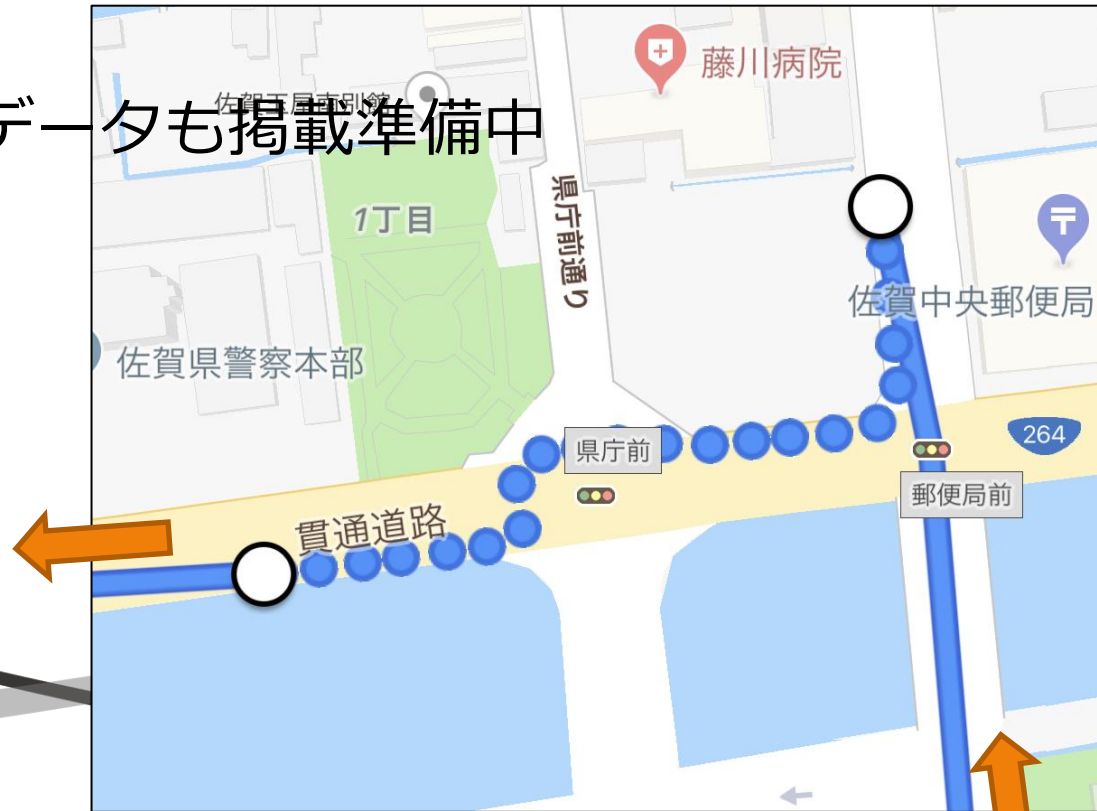 藤川病院
佐賀玉屋南別館
データも掲載準備中
県庁前通り
1丁目
佐賀中央郵便局
佐賀県警察本部
264
県庁前
郵便局前
貫通道路